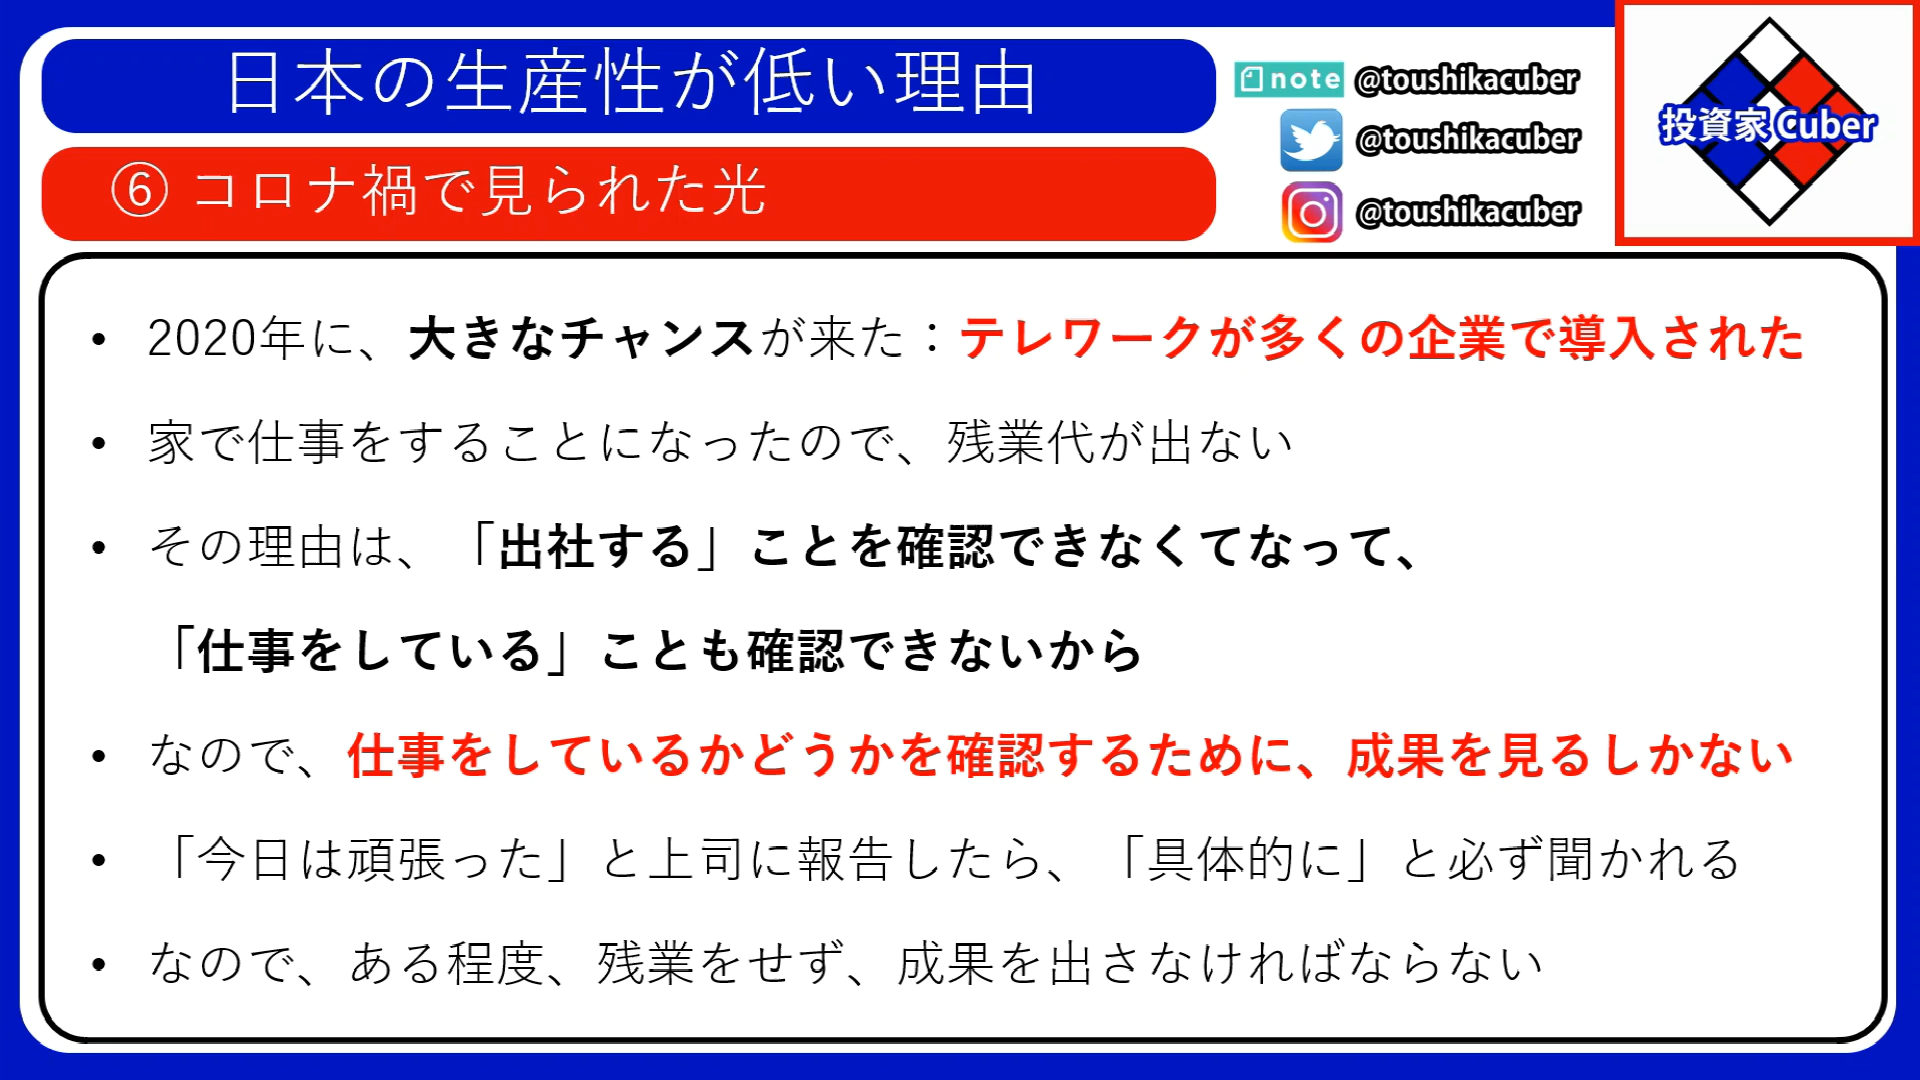 日本の生産性が低い理由
⑥ コロナ禍で見られた光
note @toushikacuber
@toushikacuber
@toushikacuber
投資家 Cuber
• 2020年に、大きなチャンスが来た：テレワークが多くの企業で導入された
• 家で仕事をすることになったので、残業代が出ない
• その理由は、「出社する」ことを確認できなくてなって、
「仕事をしている」ことも確認できないから
• なので、仕事をしているかどうかを確認するために、成果を見るしかない
• 「今日は頑張った」と上司に報告したら、「具体的に」と必ず聞かれる
• なので、ある程度、残業をせず、成果を出さなければならない